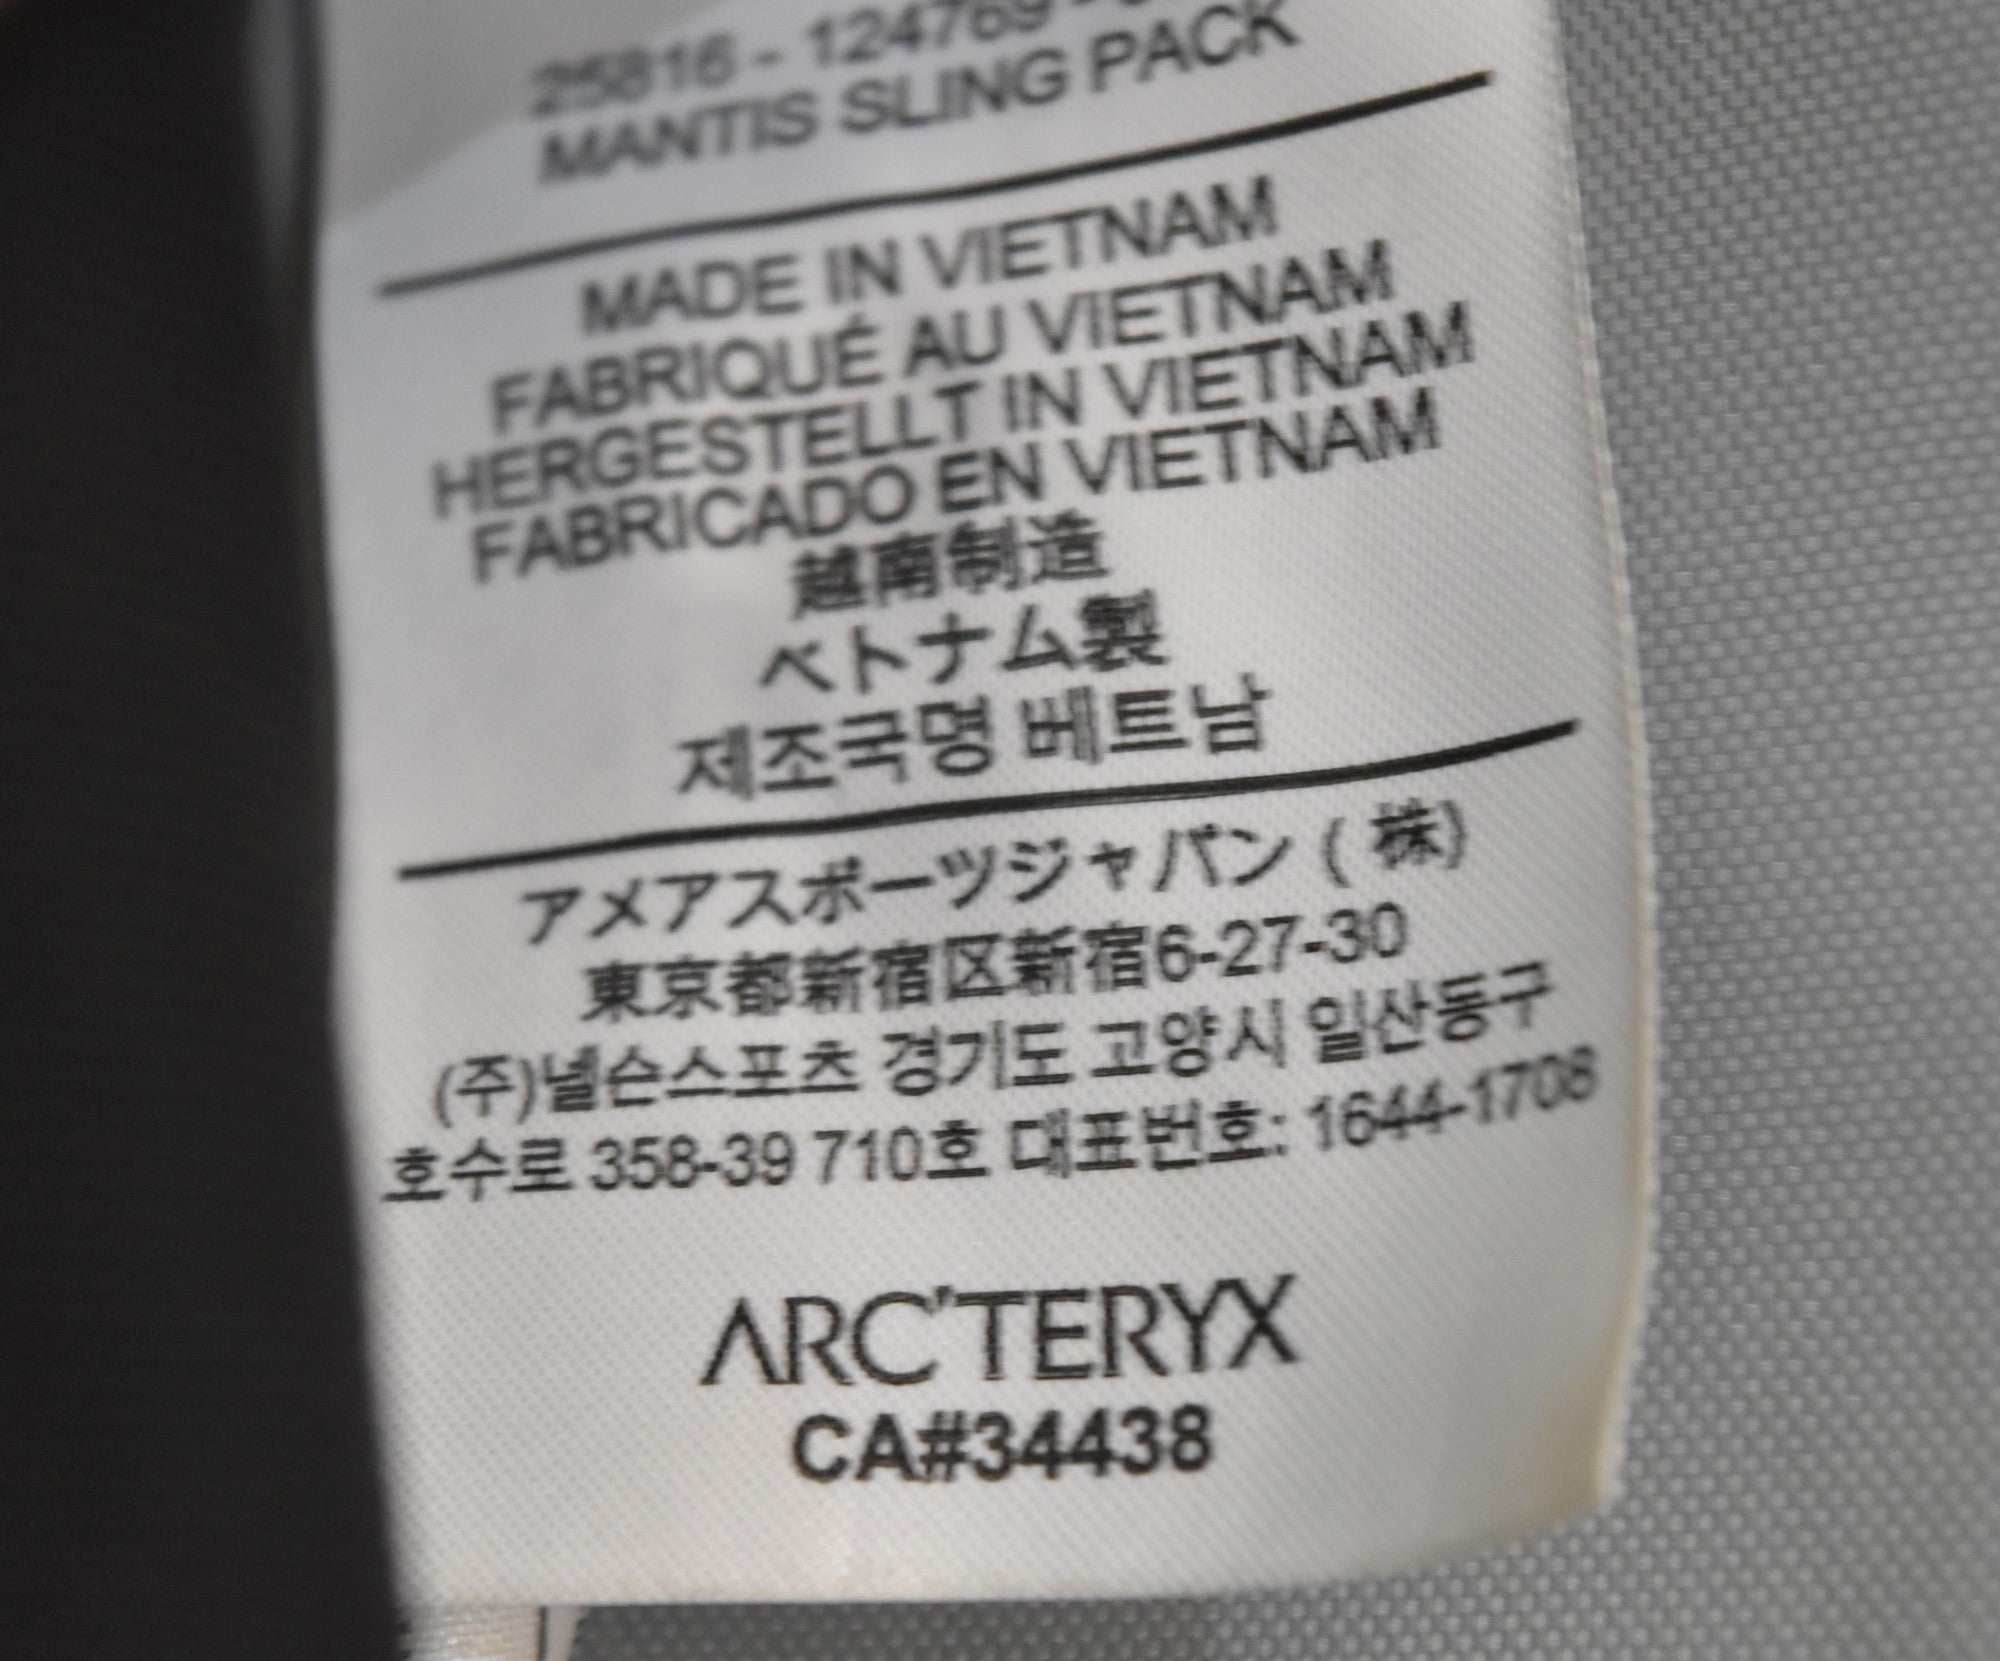 25816 - 124769 -
MANTIS SLING PACK
MADE IN VIETNAM
FABRIQUÉ AU VIETNAM
HERGESTELLT IN VIETNAM
FABRICADO EN VIETNAM
越南制造
ベトナム製
제조국명 베트남
アメアスポーツジャパン ( 株)
東京都新宿区新宿6-27-30
(주)넬슨스포츠 경기도 고양시 일산동구
호수로 358-39 710호 대표번호: 1644-1708
ARC'TERYX
CA#34438